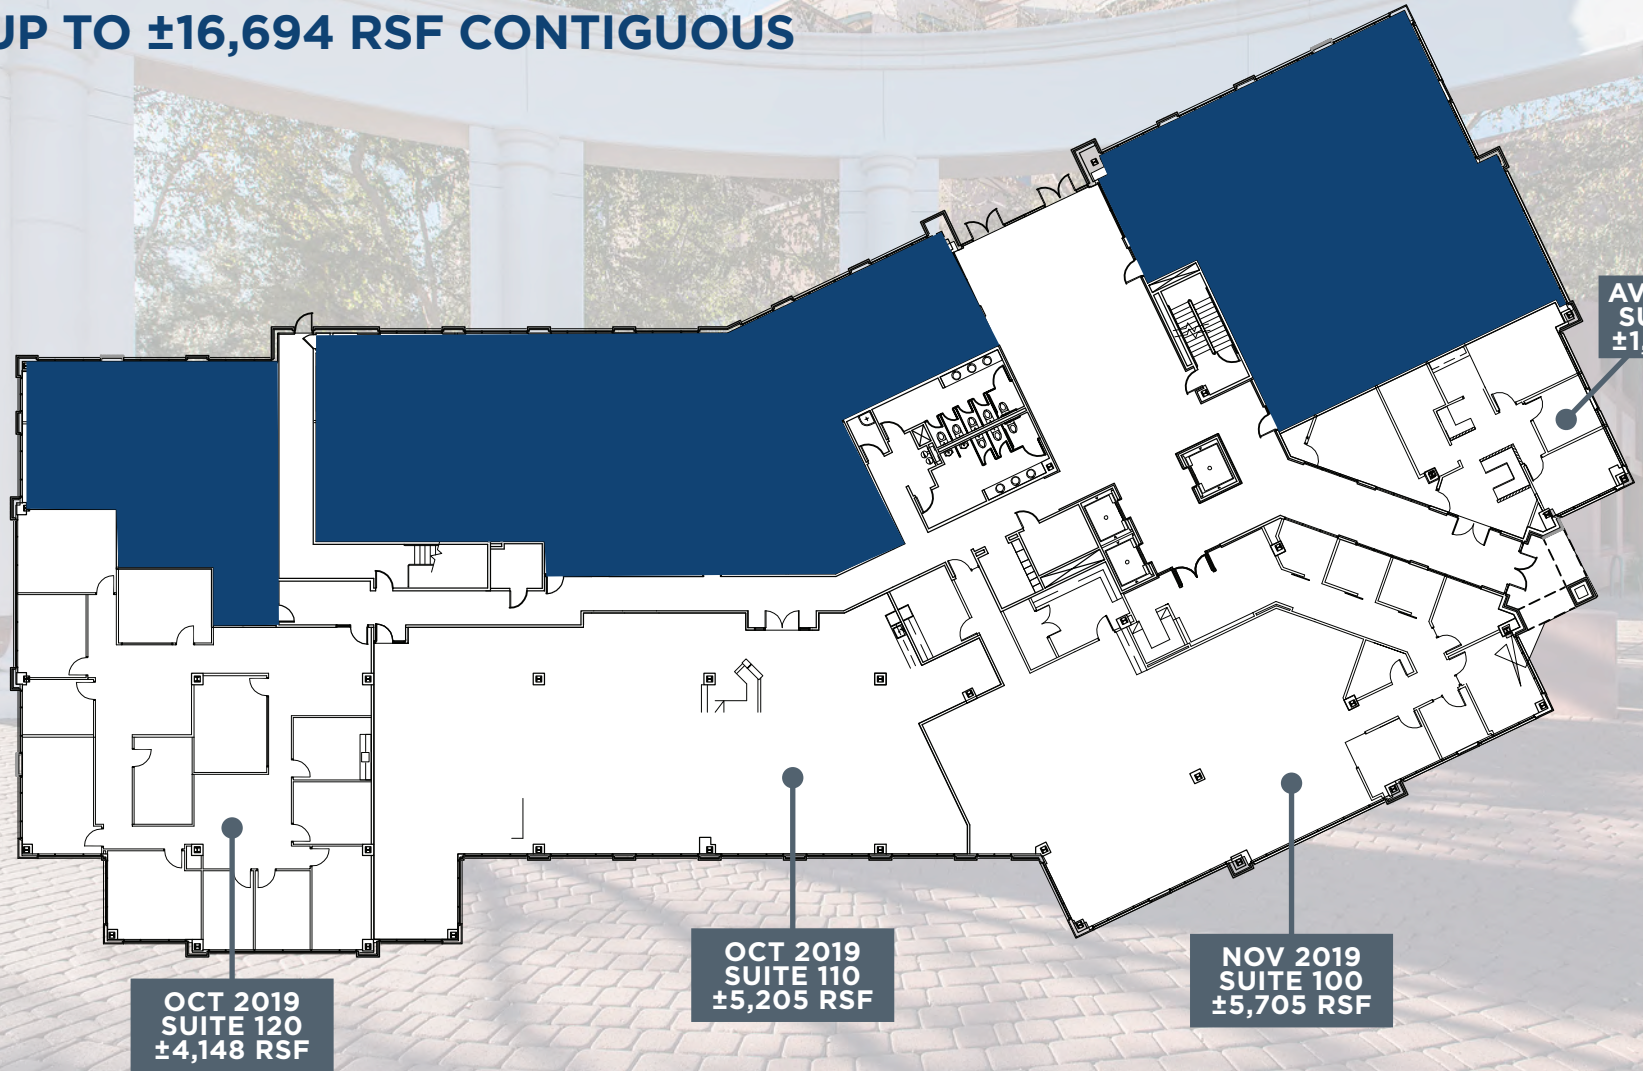 UP TO ±16,694 RSF CONTIGUOUS
OCT 2019
SUITE 120
±4,148 RSF
OCT 2019
SUITE 110
±5,205 RSF
NOV 2019
SUITE 100
±5,705 RSF